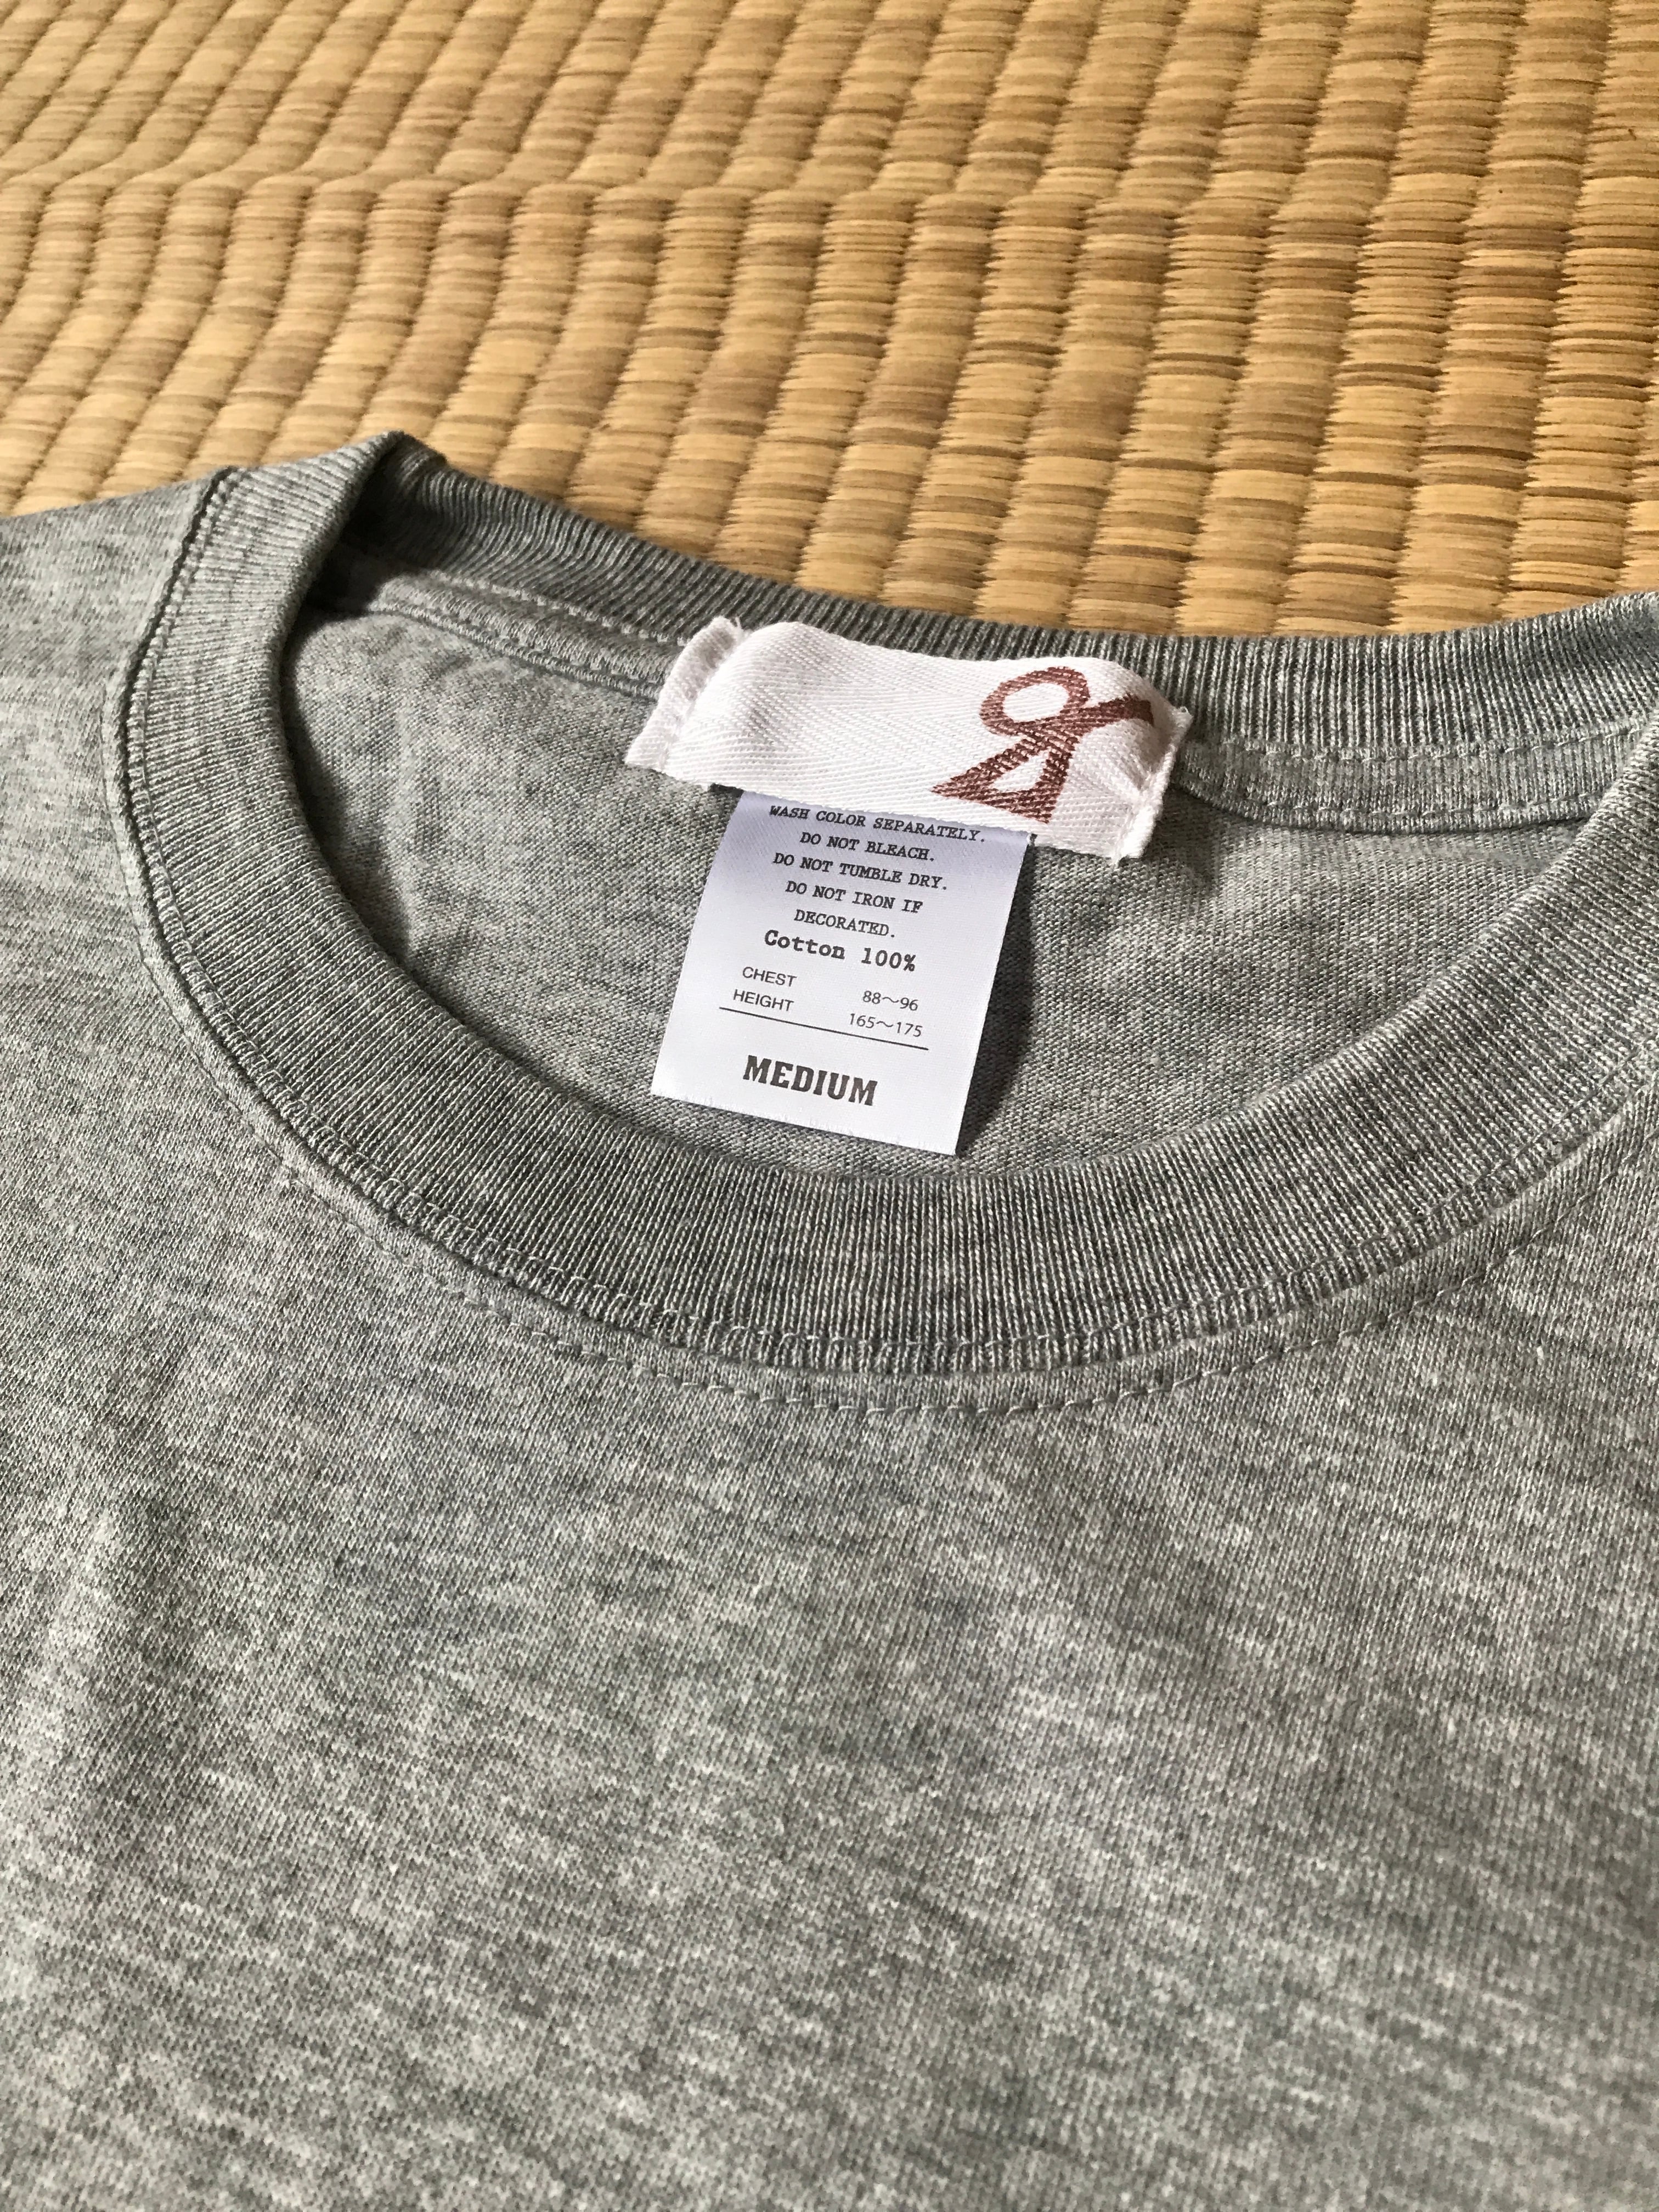 WASH COLOR SEPARATELY.
DO NOT BLEACH.
DO NOT TUMBLE DRY.
DO NOT IRON IF
DECORATED.
Cotton 100%
CHEST 88～96
HEIGHT 165～175
MEDIUM